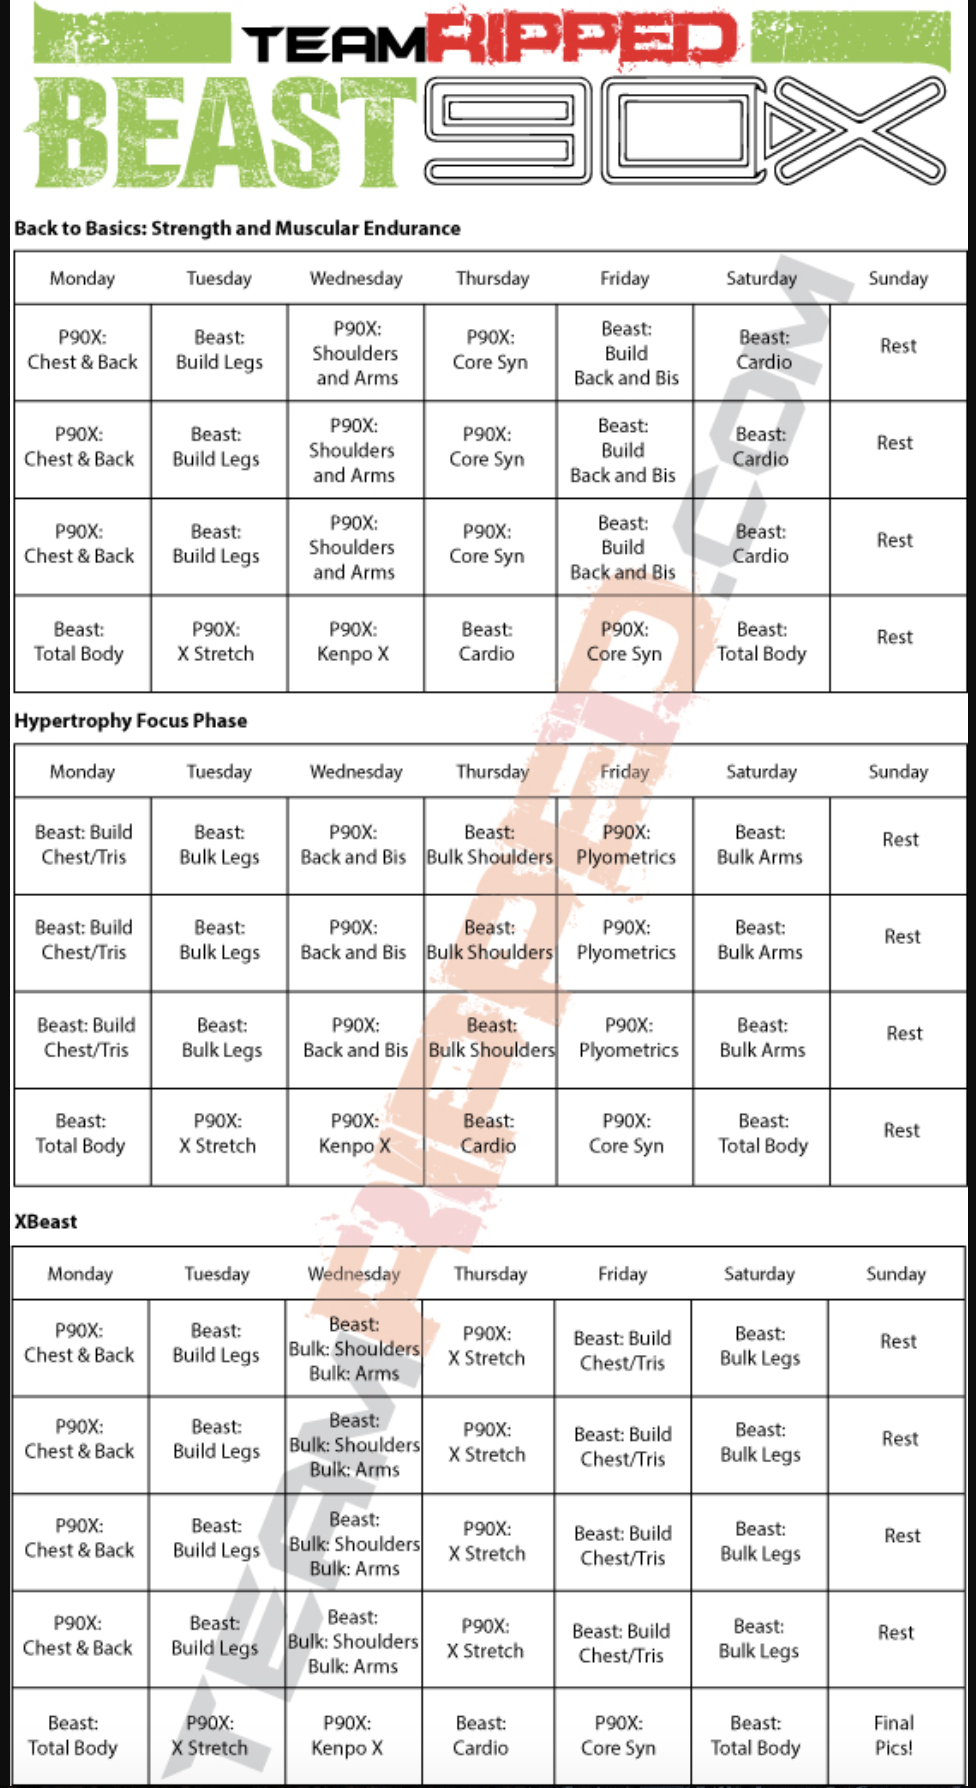 TEAMRIPPED
BEAST90X
Back to Basics: Strength and Muscular Endurance
Monday Tuesday Wednesday Thursday Friday Saturday Sunday
P90X: Chest & Back Beast: Build Legs P90X: Shoulders and Arms P90X: Core Syn Beast: Build Back and Bis Beast: Cardio Rest
P90X: Chest & Back Beast: Build Legs P90X: Shoulders and Arms P90X: Core Syn Beast: Build Back and Bis Beast: Cardio Rest
P90X: Chest & Back Beast: Build Legs P90X: Shoulders and Arms P90X: Core Syn Beast: Build Back and Bis Beast: Cardio Rest
Beast: Total Body P90X: X Stretch P90X: Kenpo X Beast: Cardio P90X: Core Syn Beast: Total Body Rest
Hypertrophy Focus Phase
Monday Tuesday Wednesday Thursday Friday Saturday Sunday
Beast: Build Chest/Tris Beast: Bulk Legs P90X: Back and Bis Beast: Bulk Shoulders P90X: Plyometrics Beast: Bulk Arms Rest
Beast: Build Chest/Tris Beast: Bulk Legs P90X: Back and Bis Beast: Bulk Shoulders P90X: Plyometrics Beast: Bulk Arms Rest
Beast: Build Chest/Tris Beast: Bulk Legs P90X: Back and Bis Beast: Bulk Shoulders P90X: Plyometrics Beast: Bulk Arms Rest
Beast: Total Body P90X: X Stretch P90X: Kenpo X Beast: Cardio P90X: Core Syn Beast: Total Body Rest
XBeast
Monday Tuesday Wednesday Thursday Friday Saturday Sunday
P90X: Chest & Back Beast: Build Legs Beast: Bulk: Shoulders Bulk: Arms P90X: X Stretch Beast: Build Chest/Tris Beast: Bulk Legs Rest
P90X: Chest & Back Beast: Build Legs Beast: Bulk: Shoulders Bulk: Arms P90X: X Stretch Beast: Build Chest/Tris Beast: Bulk Legs Rest
P90X: Chest & Back Beast: Build Legs Beast: Bulk: Shoulders Bulk: Arms P90X: X Stretch Beast: Build Chest/Tris Beast: Bulk Legs Rest
P90X: Chest & Back Beast: Build Legs Beast: Bulk: Shoulders Bulk: Arms P90X: X Stretch Beast: Build Chest/Tris Beast: Bulk Legs Rest
Beast: Total Body P90X: X Stretch P90X: Kenpo X Beast: Cardio P90X: Core Syn Beast: Total Body Final Pics!
TEAMRIPPED.COM